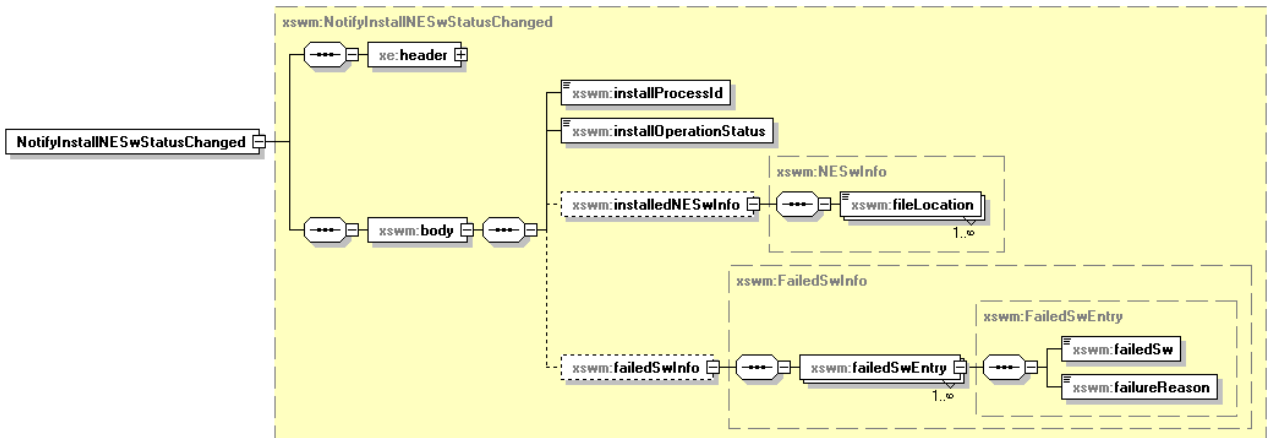 xswm:NotifyInstallNESwStatusChanged
xe:header
xswm:installProcessId
xswm:installOperationStatus
NotifyInstallNESwStatusChanged
xswm:NESwInfo
xswm:installedNESwInfo
xswm:fileLocation
xswm:body
1..∞
xswm:FailedSwInfo
xswm:FailedSwEntry
xswm:failedSw
xswm:failedSwInfo
xswm:failedSwEntry
xswm:failureReason
1..∞